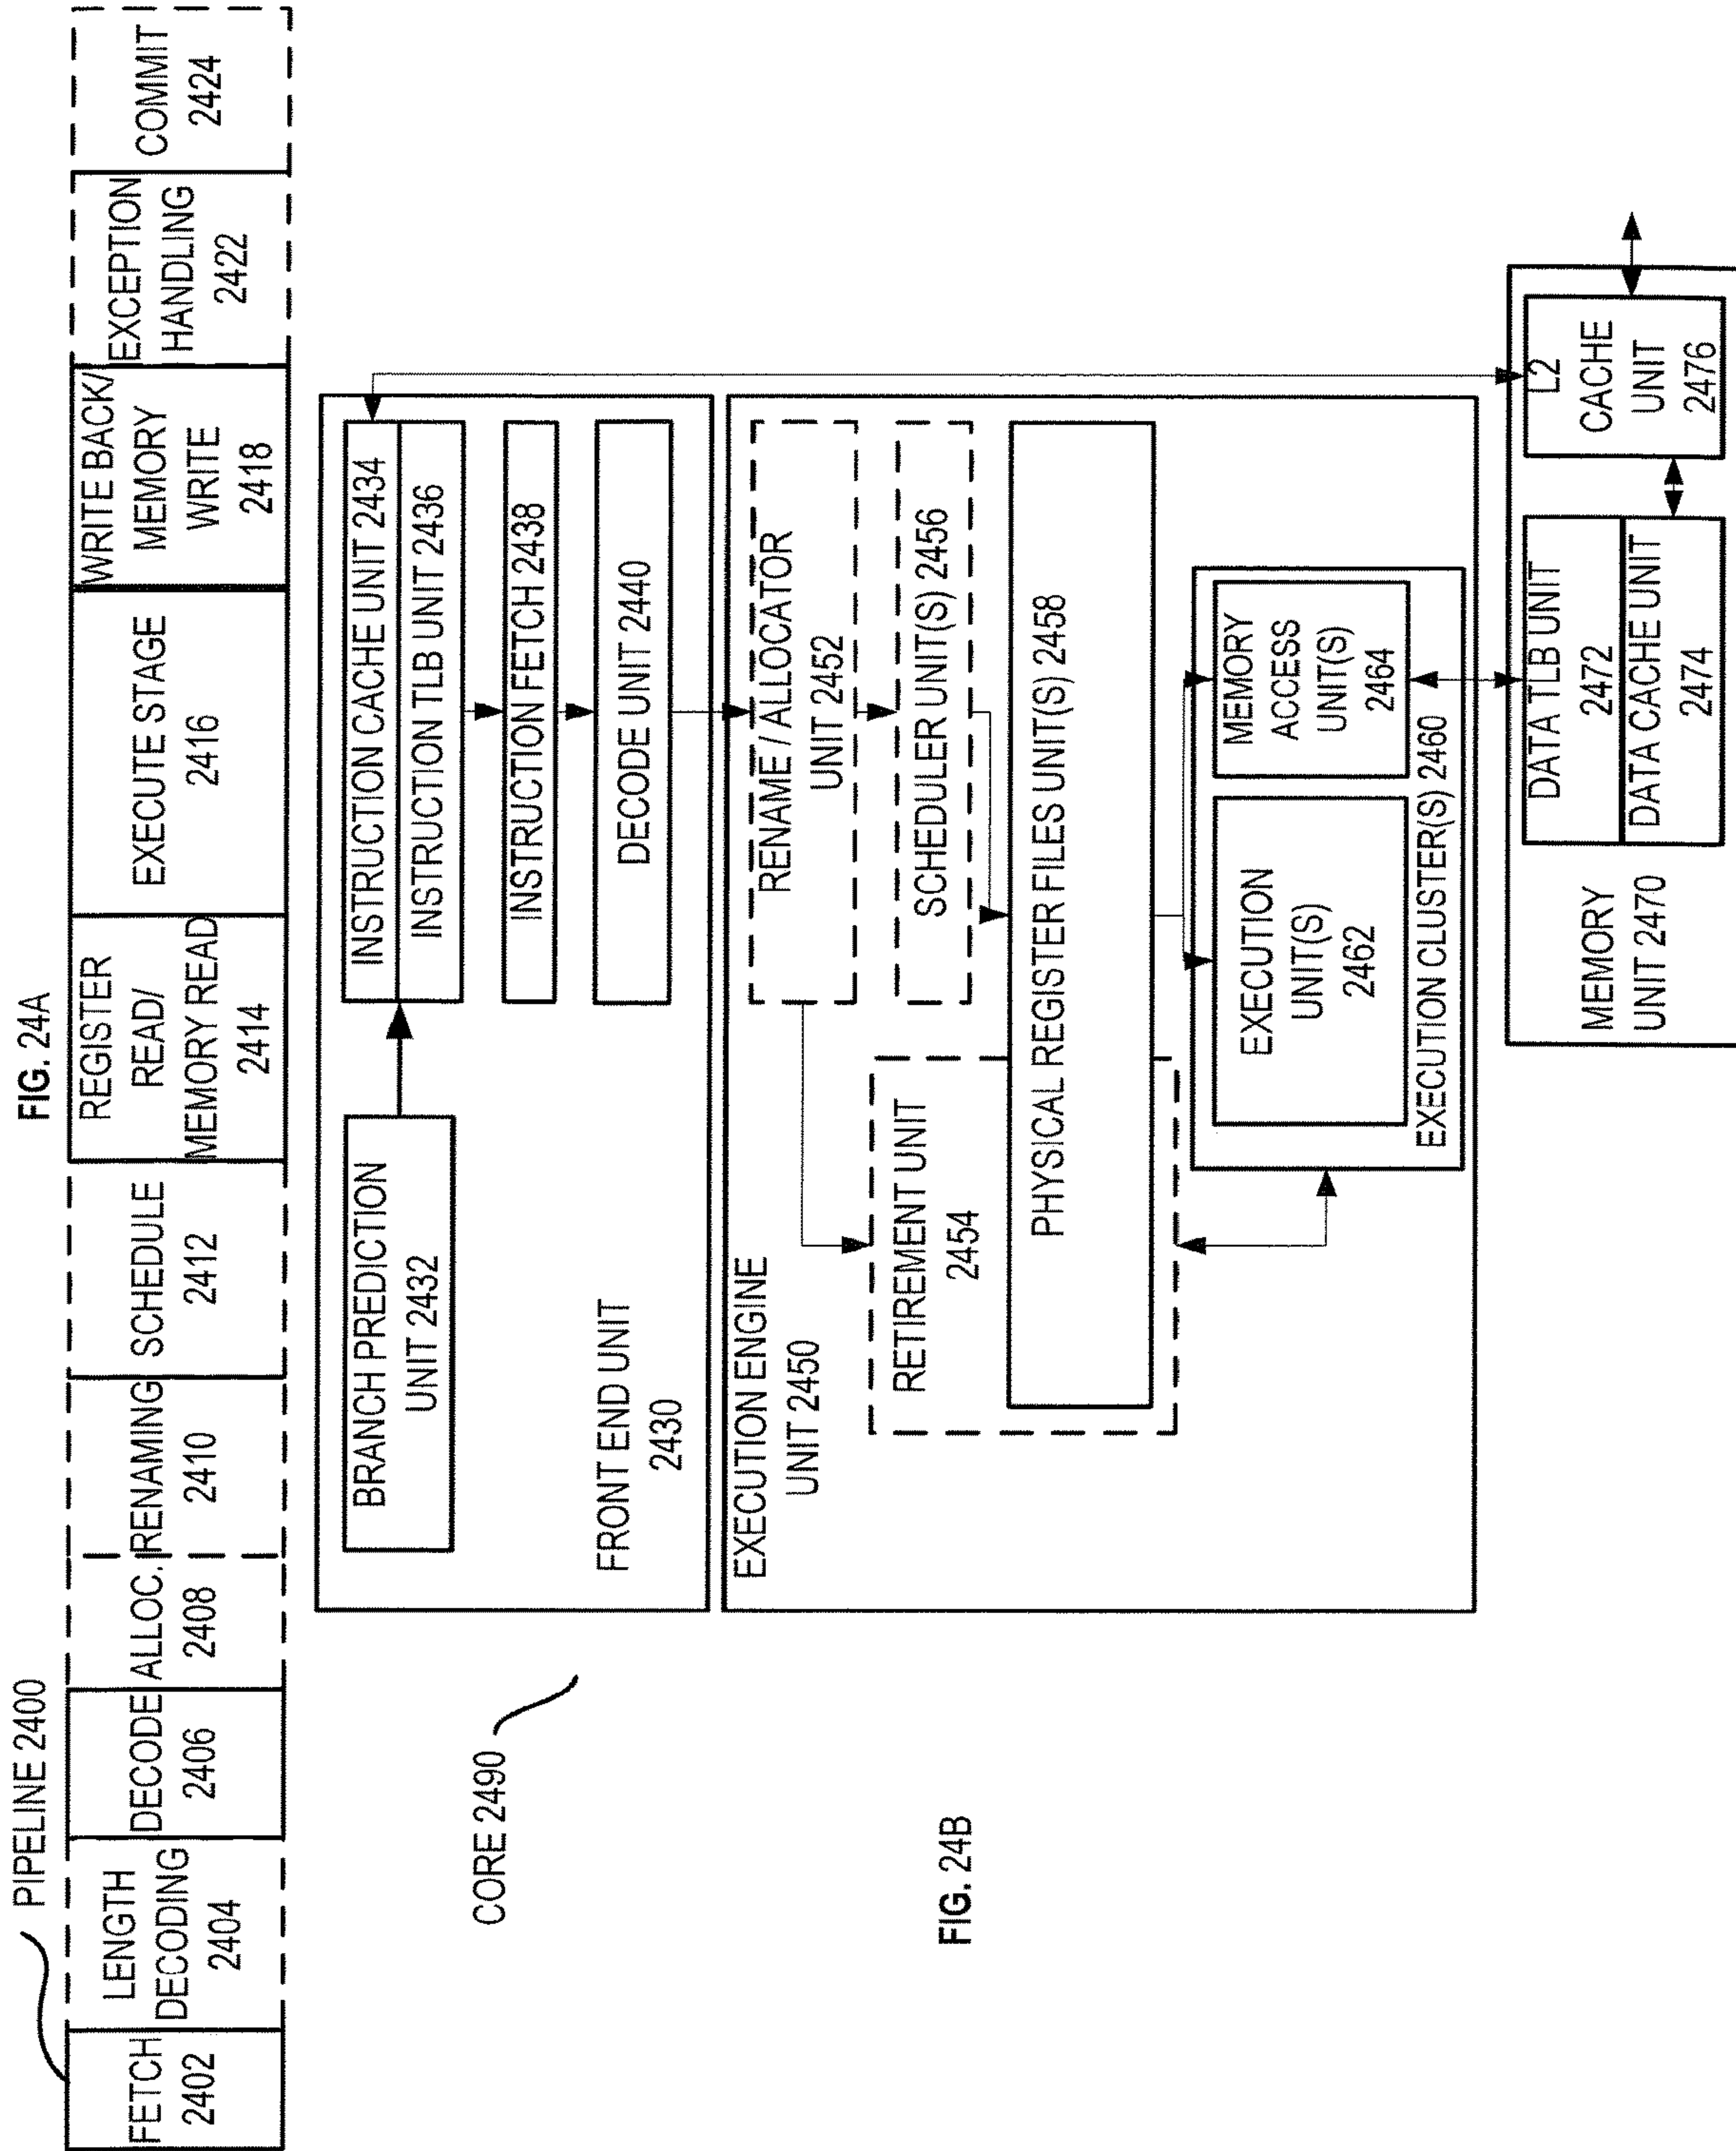 FIG. 24A
PIPELINE 2400
FETCH
2402
LENGTH
DECODING
2404
DECODE
2406
ALLOC.
2408
RENAMING
2410
SCHEDULE
2412
REGISTER
READ/
MEMORY READ
2414
EXECUTE STAGE
2416
WRITE BACK/
MEMORY
WRITE
2418
EXCEPTION
HANDLING
2422
COMMIT
2424
CORE 2490
FRONT END UNIT
2430
BRANCH PREDICTION
UNIT 2432
INSTRUCTION CACHE UNIT 2434
INSTRUCTION TLB UNIT 2436
INSTRUCTION FETCH 2438
DECODE UNIT 2440
EXECUTION ENGINE
UNIT 2450
RENAME / ALLOCATOR
UNIT 2452
SCHEDULER UNIT(S) 2456
RETIREMENT UNIT
2454
PHYSICAL REGISTER FILES UNIT(S) 2458
EXECUTION
UNIT(S)
2462
MEMORY
ACCESS
UNIT(S)
2464
EXECUTION CLUSTER(S) 2460
MEMORY
UNIT 2470
DATA TLB UNIT
2472
DATA CACHE UNIT
2474
L2
CACHE
UNIT
2476
FIG. 24B